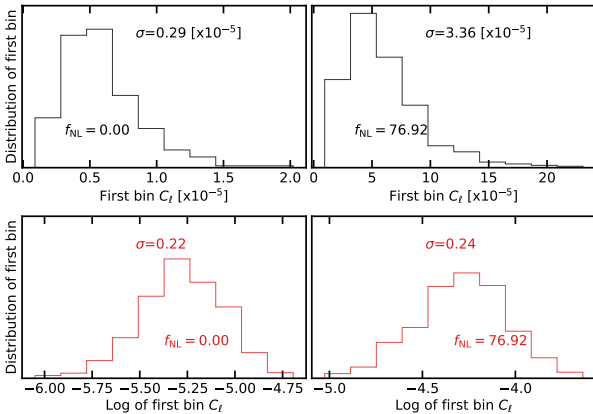 Distribution of first bin
σ=0.29 [x10⁻⁵]
f_NL = 0.00
0.0 0.5 1.0 1.5 2.0
First bin C_ℓ [x10⁻⁵]
σ=3.36 [x10⁻⁵]
f_NL = 76.92
0 5 10 15 20
First bin C_ℓ [x10⁻⁵]
Distribution of first bin
σ=0.22
f_NL = 0.00
−6.00 −5.75 −5.50 −5.25 −5.00 −4.75
Log of first bin C_ℓ
σ=0.24
f_NL = 76.92
−5.0 −4.5 −4.0
Log of first bin C_ℓ